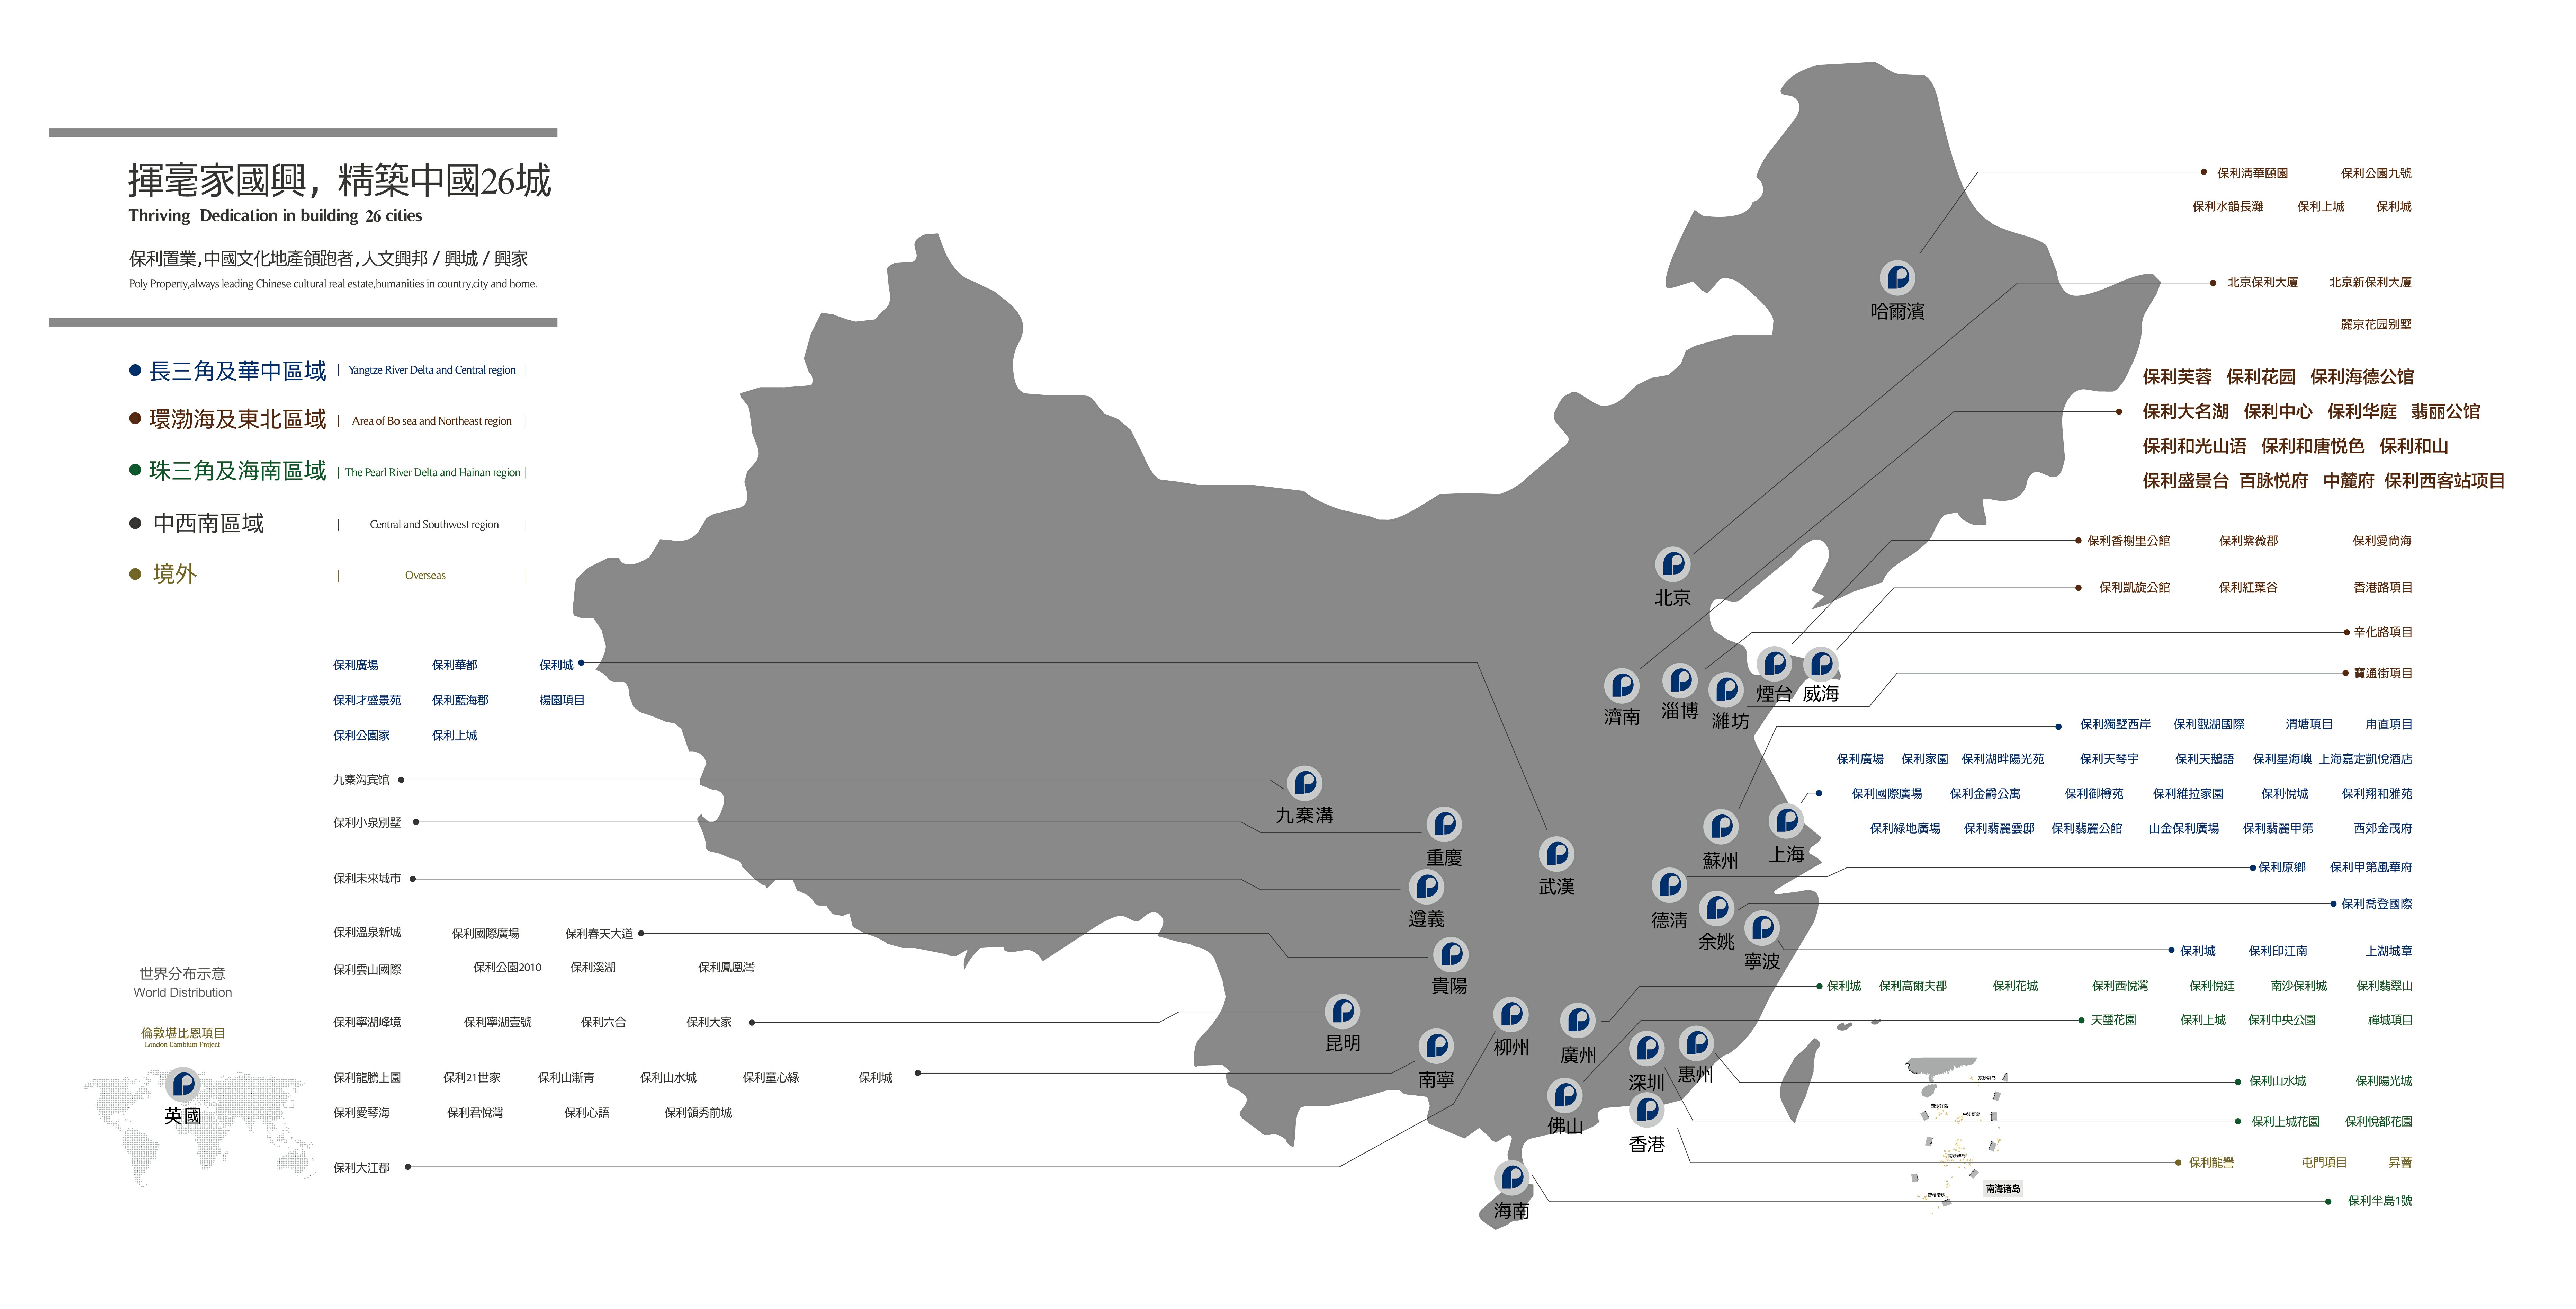 揮毫家國興, 精築中國26城
Thriving Dedication in building 26 cities
保利置業,中國文化地產領跑者,人文興邦 / 興城 / 興家
Poly Property,always leading Chinese cultural real estate,humanities in country,city and home.
長三角及華中區域 | Yangtze River Delta and Central region |
環渤海及東北區域 | Area of Bo sea and Northeast region |
珠三角及海南區域 | The Pearl River Delta and Hainan region |
中西南區域 | Central and Southwest region |
境外 | Overseas |
保利廣場 保利華都 保利城
保利才盛景苑 保利藍海郡 楊園項目
保利公園家 保利上城
九寨沟宾馆
保利小泉別墅
保利未來城市
保利溫泉新城 保利國際廣場 保利春天大道
保利雲山國際 保利公園2010 保利溪湖 保利鳳凰灣
保利寧湖峰境 保利寧湖壹號 保利六合 保利大家
保利龍騰上園 保利21世家 保利山漸青 保利山水城 保利童心緣 保利城
保利愛琴海 保利君悅灣 保利心語 保利領秀前城
保利大江郡
世界分布示意
World Distribution
倫敦堪比恩項目
London Cambium Project
英國
哈爾濱
北京
濟南
淄博
濰坊
煙台
威海
九寨溝
重慶
遵義
貴陽
昆明
南寧
柳州
武漢
蘇州
上海
德清
余姚
寧波
廣州
佛山
深圳
惠州
香港
海南
保利清華頤園 保利公園九號
保利水韻長灘 保利上城 保利城
北京保利大厦 北京新保利大厦
麗京花园别墅
保利芙蓉 保利花园 保利海德公馆
保利大名湖 保利中心 保利华庭 翡丽公馆
保利和光山语 保利和唐悦色 保利和山
保利盛景台 百脉悦府 中麓府 保利西客站项目
保利香榭里公館 保利紫薇郡 保利愛尚海
保利凱旋公館 保利紅葉谷 香港路項目
辛化路項目
寶通街項目
保利獨墅西岸 保利觀湖國際 渭塘項目 甪直項目
保利廣場 保利家園 保利湖畔陽光苑 保利天琴宇 保利天鵝語 保利星海嶼 上海嘉定凱悅酒店
保利國際廣場 保利金爵公寓 保利御樽苑 保利維拉家園 保利悅城 保利翔和雅苑
保利綠地廣場 保利翡麗雲邸 保利翡麗公館 山金保利廣場 保利翡麗甲第 西郊金茂府
保利原鄉 保利甲第風華府
保利喬登國際
保利城 保利印江南 上湖城章
保利城 保利高爾夫郡 保利花城 保利西悅灣 保利悅廷 南沙保利城 保利翡翠山
天璽花園 保利上城 保利中央公園 禪城項目
保利山水城 保利陽光城
保利上城花園 保利悅都花園
保利龍譽 屯門項目 昇薈
保利半島1號
东沙群岛
西沙群岛
中沙群岛
南沙群岛
曾母暗沙
南海诸岛